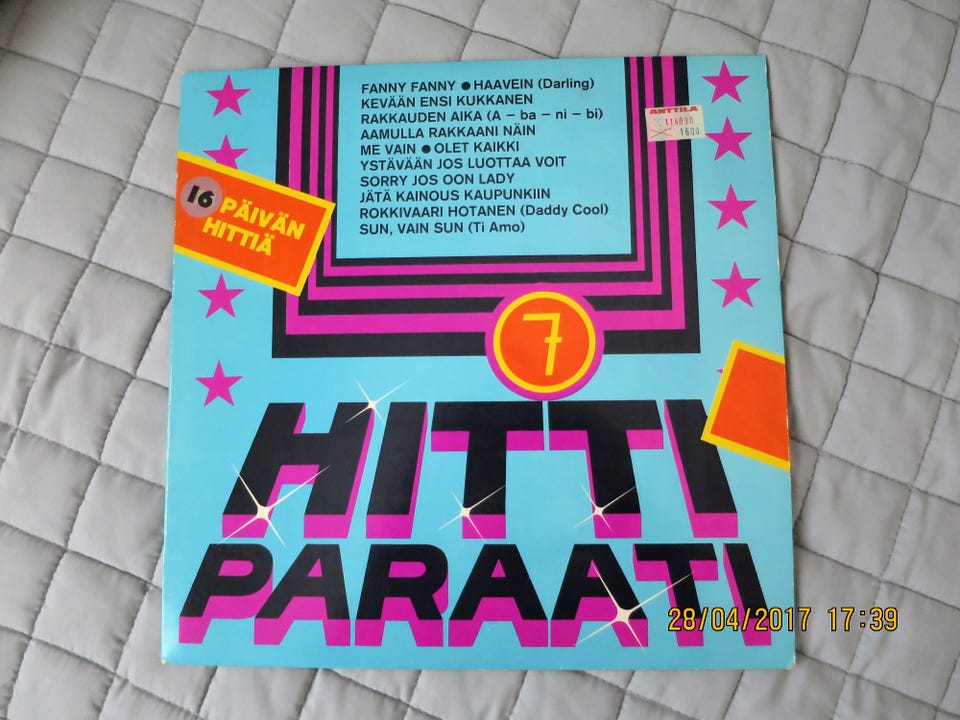 FANNY FANNY ● HAAVEIN (Darling)
KEVÄÄN ENSI KUKKANEN
RAKKAUDEN AIKA (A – ba – ni – bi)
AAMULLA RAKKAANI NÄIN
ME VAIN ● OLET KAIKKI
YSTÄVÄÄN JOS LUOTTAA VOIT
SORRY JOS OON LADY
JÄTÄ KAINOUS KAUPUNKIIN
ROKKIVAARI HOTANEN (Daddy Cool)
SUN, VAIN SUN (Ti Amo)
ANTTILA
114030
1600
16 PÄIVÄN
HITTIÄ
7
HITTI
PARAATI
28/04/2017 17:39